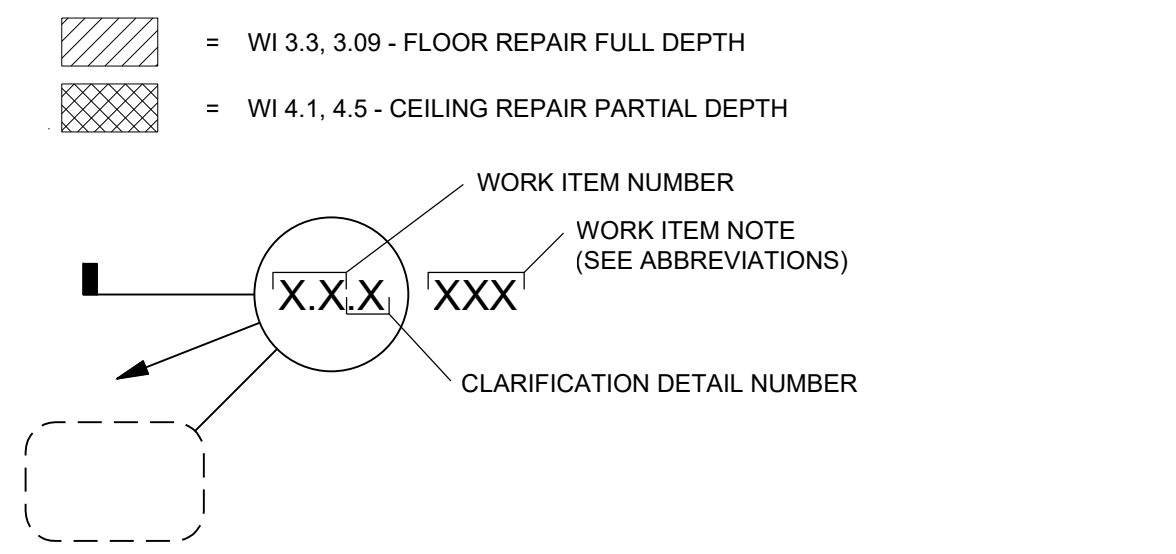 = WI 3.3, 3.09 - FLOOR REPAIR FULL DEPTH
= WI 4.1, 4.5 - CEILING REPAIR PARTIAL DEPTH
WORK ITEM NUMBER
WORK ITEM NOTE
(SEE ABBREVIATIONS)
X.X.X XXX
CLARIFICATION DETAIL NUMBER